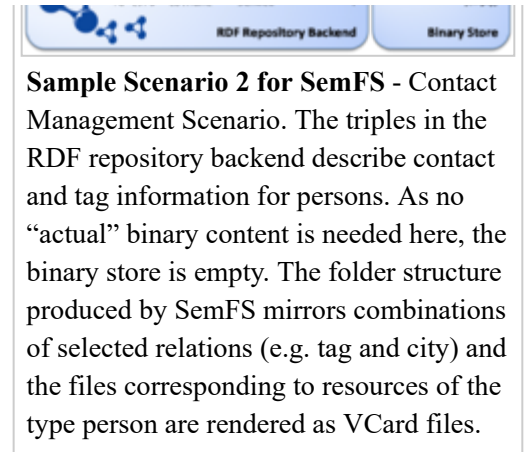 RDF Repository Backend
Binary Store
Sample Scenario 2 for SemFS - Contact
Management Scenario. The triples in the
RDF repository backend describe contact
and tag information for persons. As no
“actual” binary content is needed here, the
binary store is empty. The folder structure
produced by SemFS mirrors combinations
of selected relations (e.g. tag and city) and
the files corresponding to resources of the
type person are rendered as VCard files.